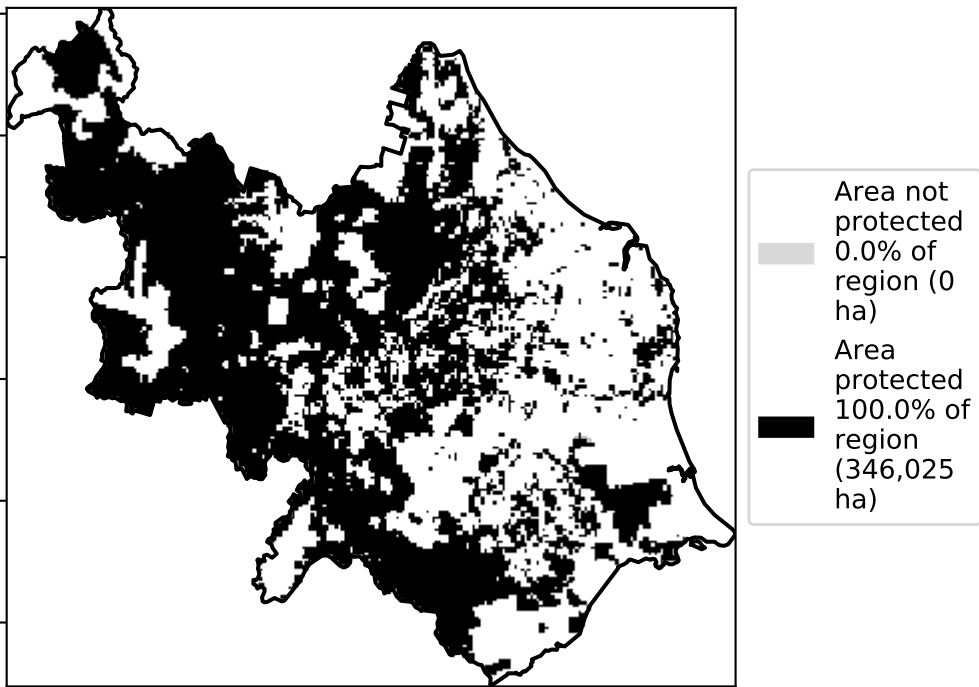 Area not
protected
0.0% of
region (0
ha)
Area
protected
100.0% of
region
(346,025
ha)